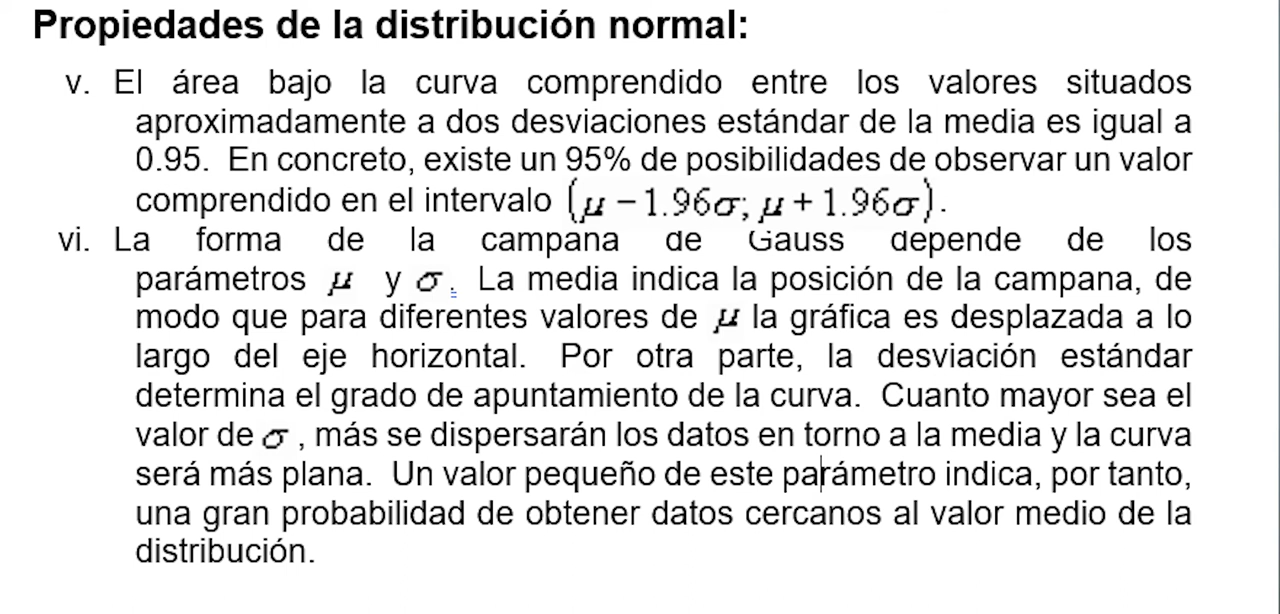 Propiedades de la distribución normal:
v. El área bajo la curva comprendido entre los valores situados
aproximadamente a dos desviaciones estándar de la media es igual a
0.95. En concreto, existe un 95% de posibilidades de observar un valor
comprendido en el intervalo (μ − 1.96σ; μ + 1.96σ).
vi. La forma de la campana de Gauss depende de los
parámetros μ y σ. La media indica la posición de la campana, de
modo que para diferentes valores de μ la gráfica es desplazada a lo
largo del eje horizontal. Por otra parte, la desviación estándar
determina el grado de apuntamiento de la curva. Cuanto mayor sea el
valor de σ, más se dispersarán los datos en torno a la media y la curva
será más plana. Un valor pequeño de este parámetro indica, por tanto,
una gran probabilidad de obtener datos cercanos al valor medio de la
distribución.